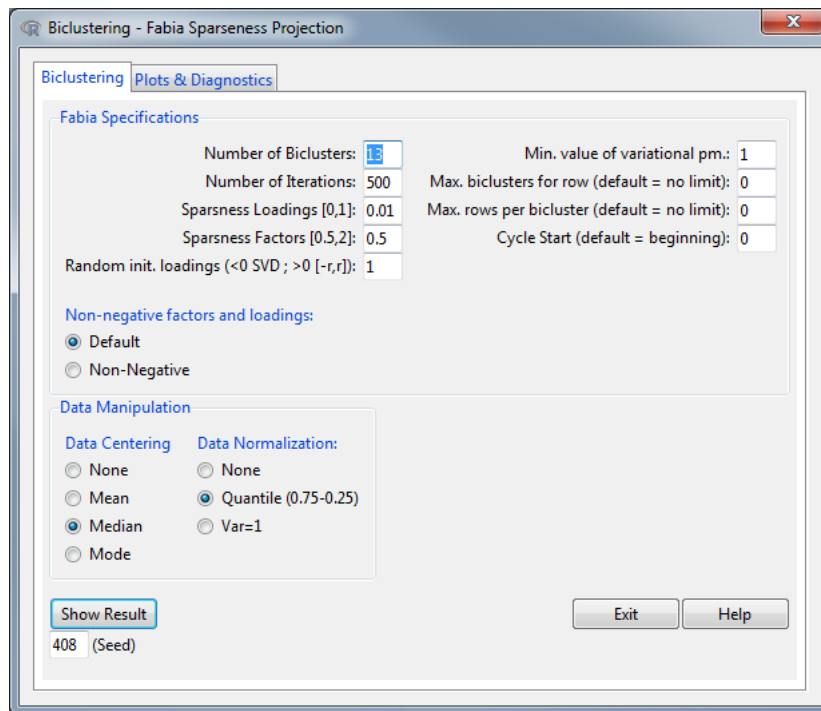 Biclustering - Fabia Sparseness Projection
Biclustering Plots & Diagnostics
Fabia Specifications
Number of Biclusters: 13 Min. value of variational pm.: 1
Number of Iterations: 500 Max. biclusters for row (default = no limit): 0
Sparsness Loadings [0,1]: 0.01 Max. rows per bicluster (default = no limit): 0
Sparsness Factors [0.5,2]: 0.5 Cycle Start (default = beginning): 0
Random init. loadings (<0 SVD ; >0 [-r,r]): 1
Non-negative factors and loadings:
Default
Non-Negative
Data Manipulation
Data Centering Data Normalization:
None None
Mean Quantile (0.75-0.25)
Median Var=1
Mode
Show Result Exit Help
408 (Seed)